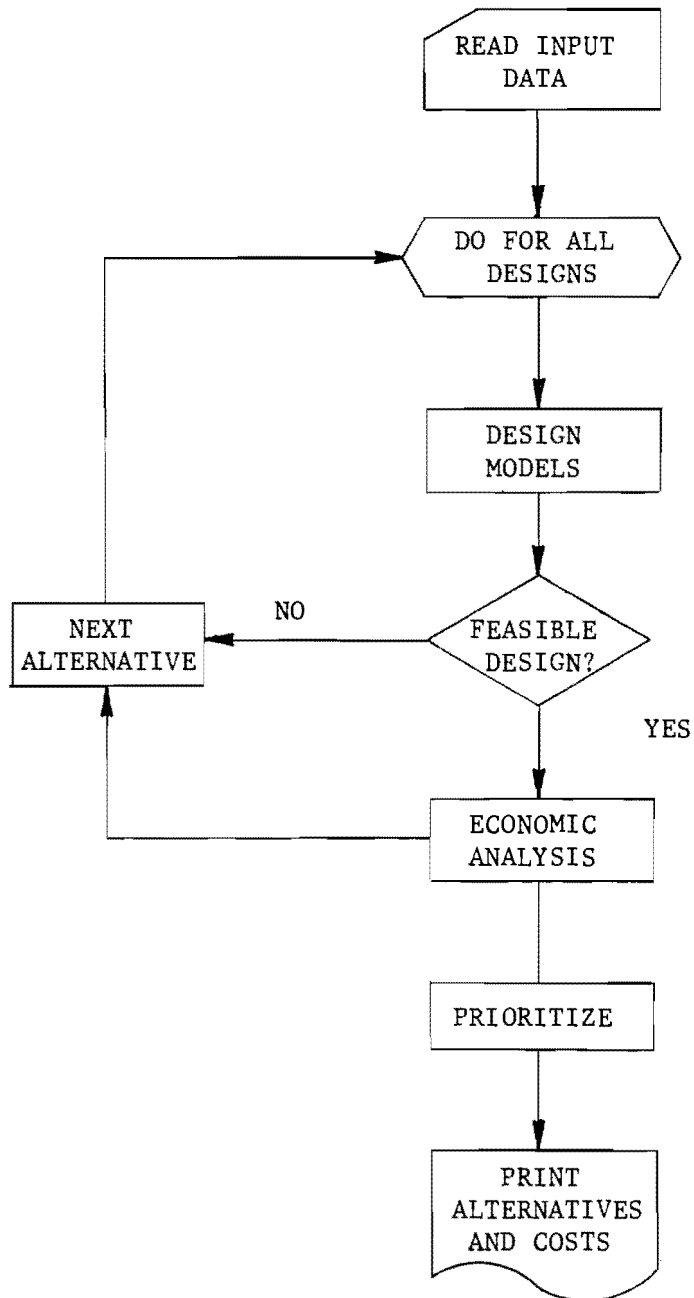 READ INPUT
DATA
DO FOR ALL
DESIGNS
DESIGN
MODELS
FEASIBLE
DESIGN?
NO
NEXT
ALTERNATIVE
YES
ECONOMIC
ANALYSIS
PRIORITIZE
PRINT
ALTERNATIVES
AND COSTS